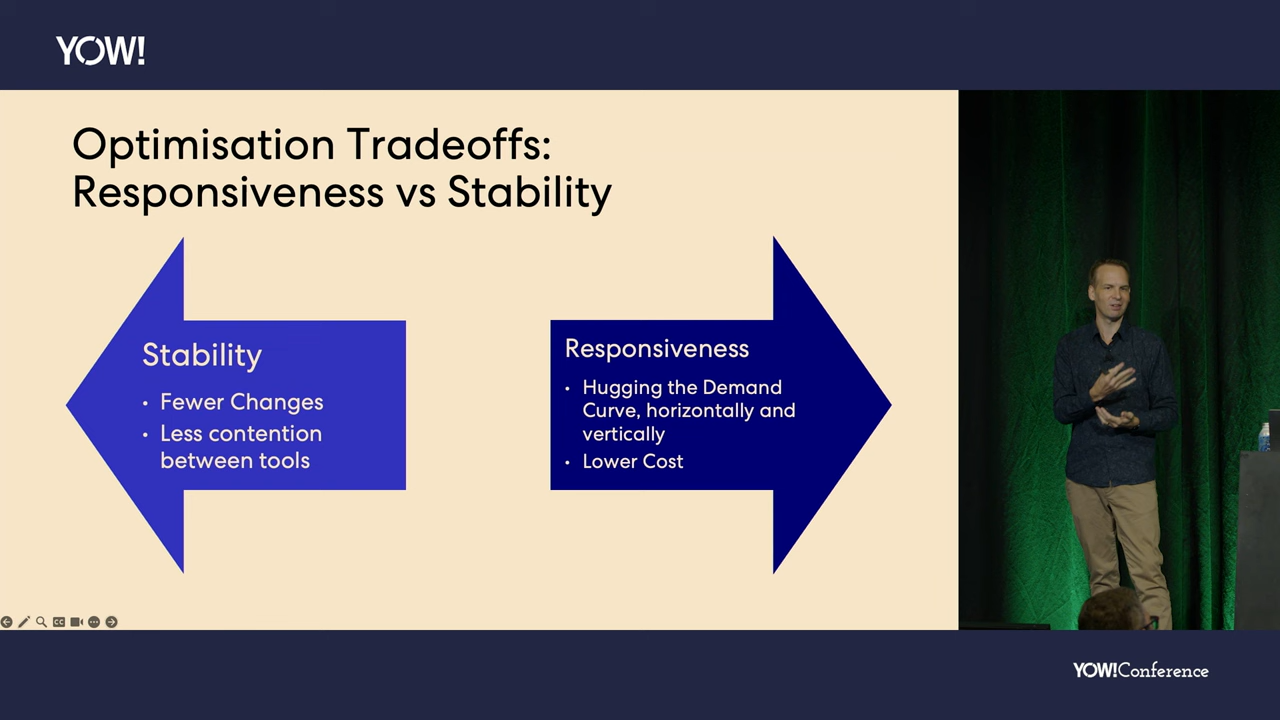 YOW!
Optimisation Tradeoffs:
Responsiveness vs Stability
Stability
• Fewer Changes
• Less contention
between tools
Responsiveness
• Hugging the Demand
Curve, horizontally and
vertically
• Lower Cost
CC
YOW!Conference